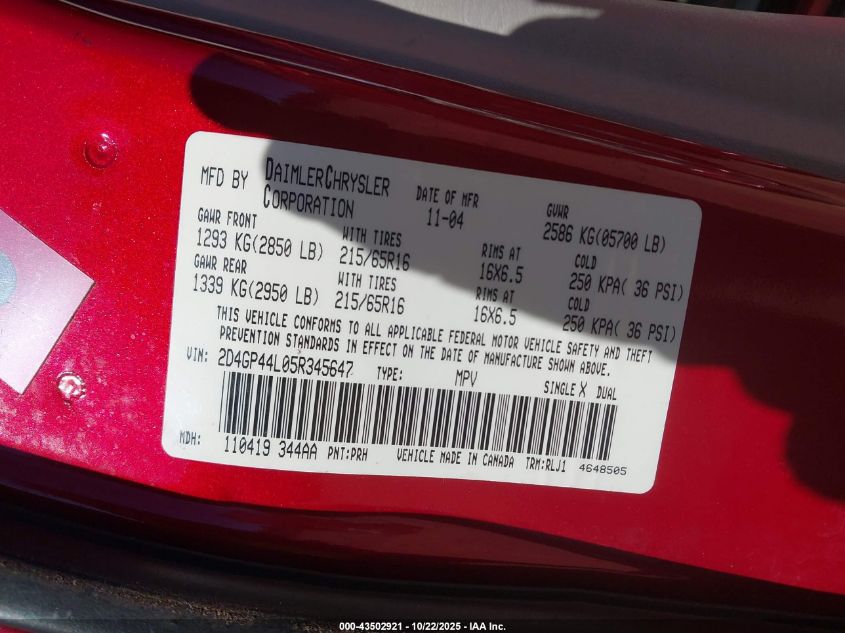 MFD BY DAIMLERCHRYSLER CORPORATION DATE OF MFR 11-04 GVWR 2586 KG(05700 LB)
GAWR FRONT WITH TIRES RIMS AT COLD
1293 KG(2850 LB) 215/65R16 16X6.5 250 KPA( 36 PSI)
GAWR REAR WITH TIRES RIMS AT COLD
1339 KG(2950 LB) 215/65R16 16X6.5 250 KPA( 36 PSI)
THIS VEHICLE CONFORMS TO ALL APPLICABLE FEDERAL MOTOR VEHICLE SAFETY AND THEFT
PREVENTION STANDARDS IN EFFECT ON THE DATE OF MANUFACTURE SHOWN ABOVE.
VIN: 2D4GP44L05R345647 TYPE: MPV SINGLE X DUAL
MDH: 110419 344AA PNT:PRH VEHICLE MADE IN CANADA TRM:RLJ1 4648505
000-43502921 - 10/22/2025 - IAA Inc.